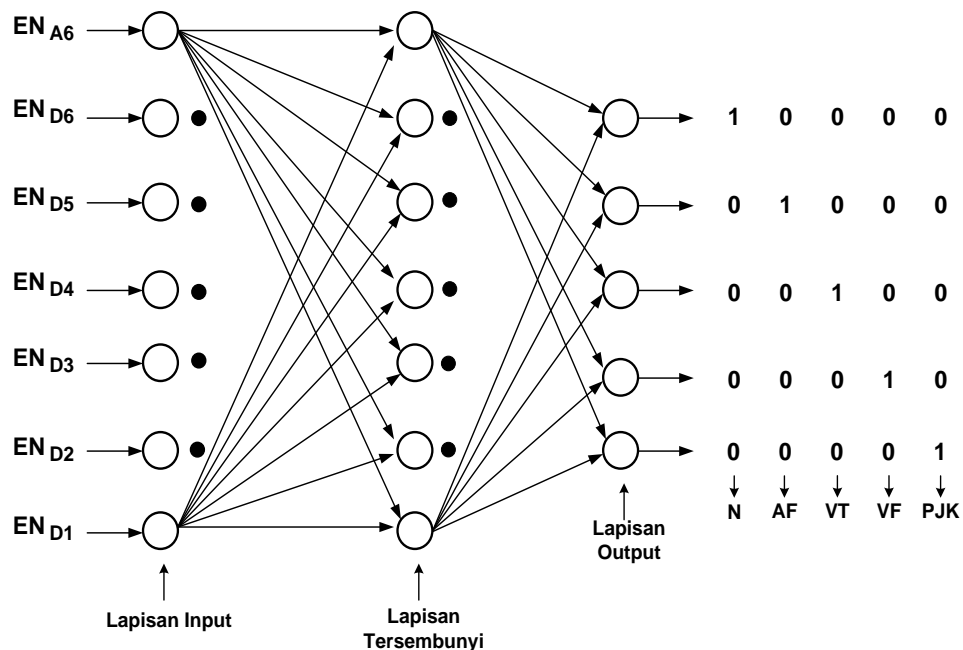 EN A6
EN D6 1 0 0 0 0
EN D5 0 1 0 0 0
EN D4 0 0 1 0 0
EN D3 0 0 0 1 0
EN D2 0 0 0 0 1
N AF VT VF PJK
EN D1
Lapisan
Output
Lapisan Input
Lapisan
Tersembunyi